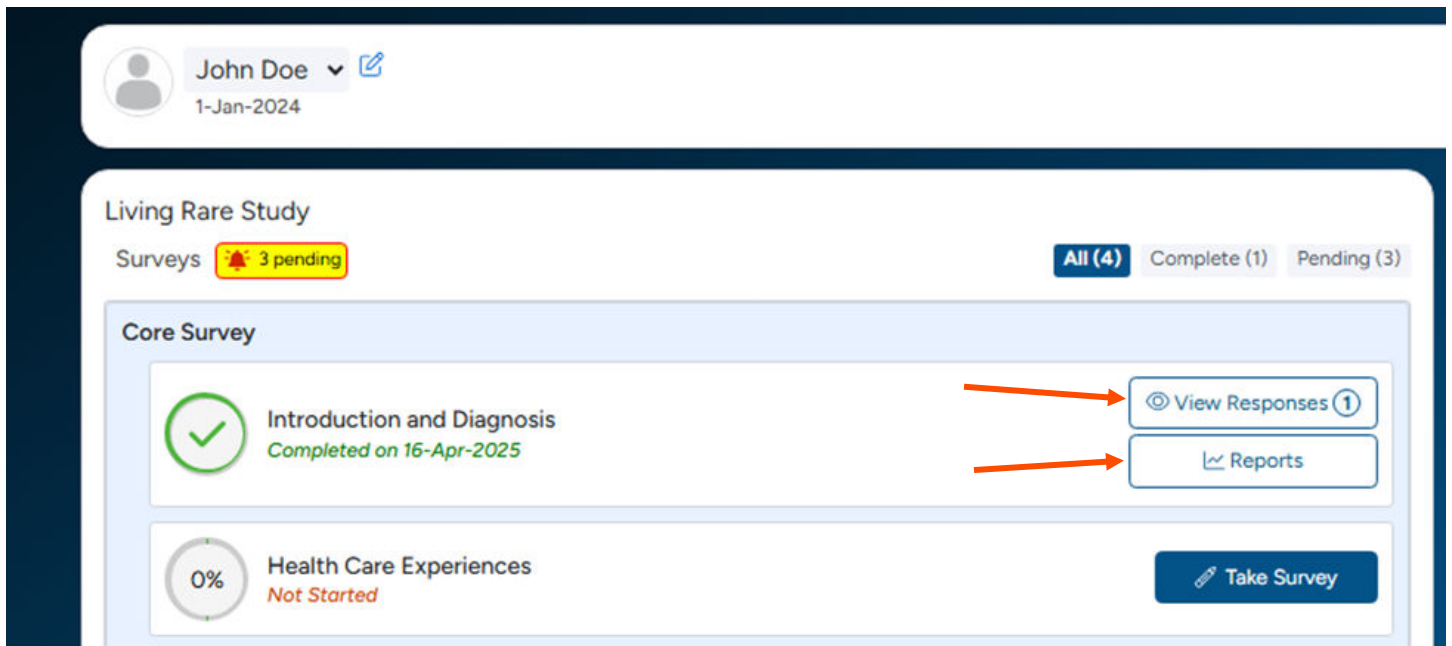 John Doe
1-Jan-2024
Living Rare Study
Surveys 3 pending All (4) Complete (1) Pending (3)
Core Survey
Introduction and Diagnosis
Completed on 16-Apr-2025
View Responses 1
Reports
0% Health Care Experiences
Not Started
Take Survey